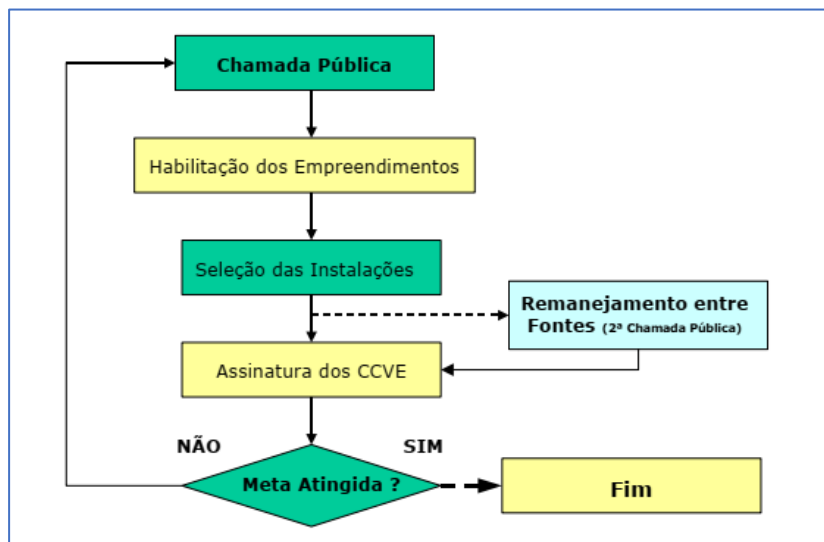 Chamada Pública
Habilitação dos Empreendimentos
Seleção das Instalações
Remanejamento entre
Fontes (2ª Chamada Pública)
Assinatura dos CCVE
NÃO
SIM
Meta Atingida ?
Fim